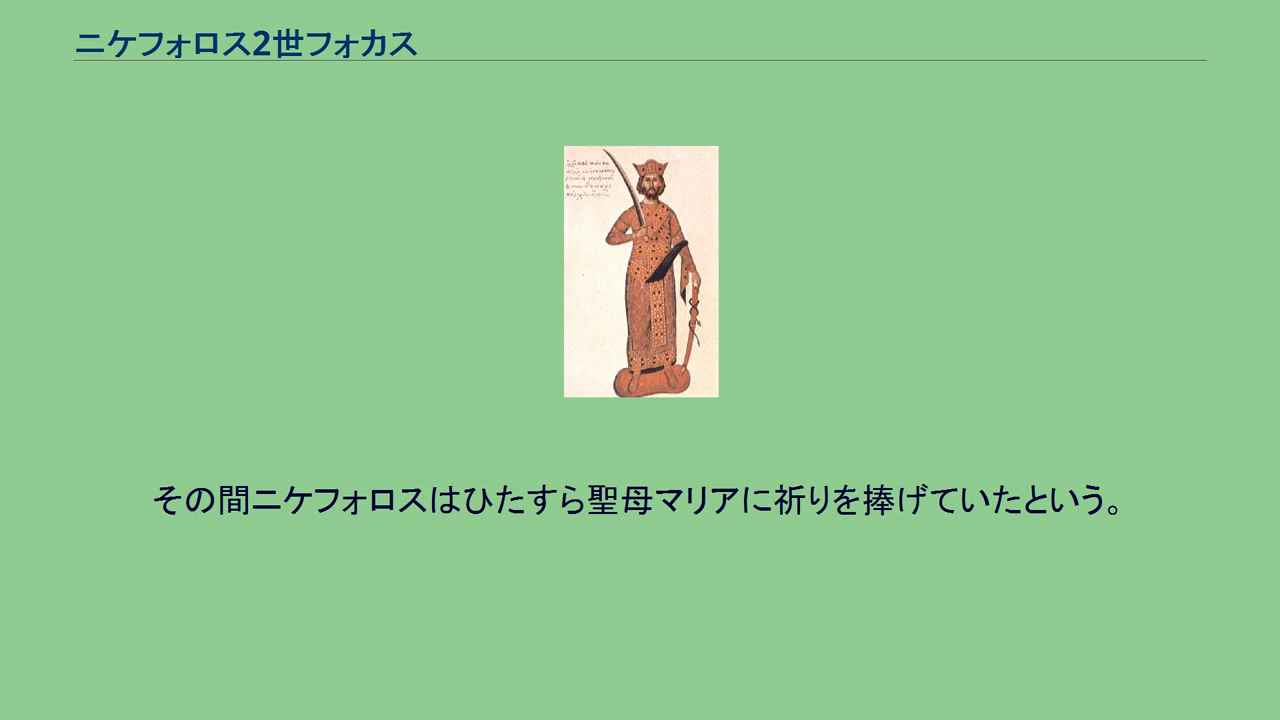 ニケフォロス2世フォカス
その間ニケフォロスはひたすら聖母マリアに祈りを捧げていたという。